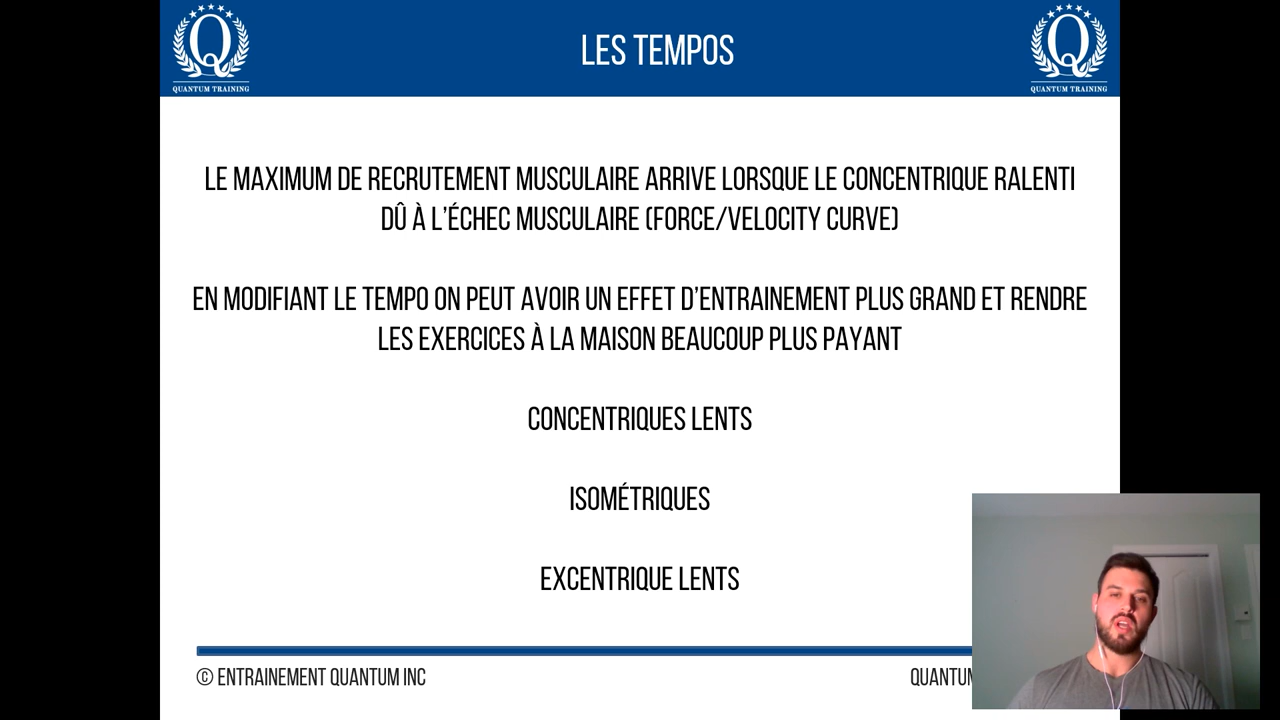 Q
QUANTUM TRAINING
LES TEMPOS
Q
QUANTUM TRAINING
LE MAXIMUM DE RECRUTEMENT MUSCULAIRE ARRIVE LORSQUE LE CONCENTRIQUE RALENTI
DÛ À L'ÉCHEC MUSCULAIRE (FORCE/VELOCITY CURVE)
EN MODIFIANT LE TEMPO ON PEUT AVOIR UN EFFET D'ENTRAINEMENT PLUS GRAND ET RENDRE
LES EXERCICES À LA MAISON BEAUCOUP PLUS PAYANT
CONCENTRIQUES LENTS
ISOMÉTRIQUES
EXCENTRIQUE LENTS
© ENTRAINEMENT QUANTUM INC